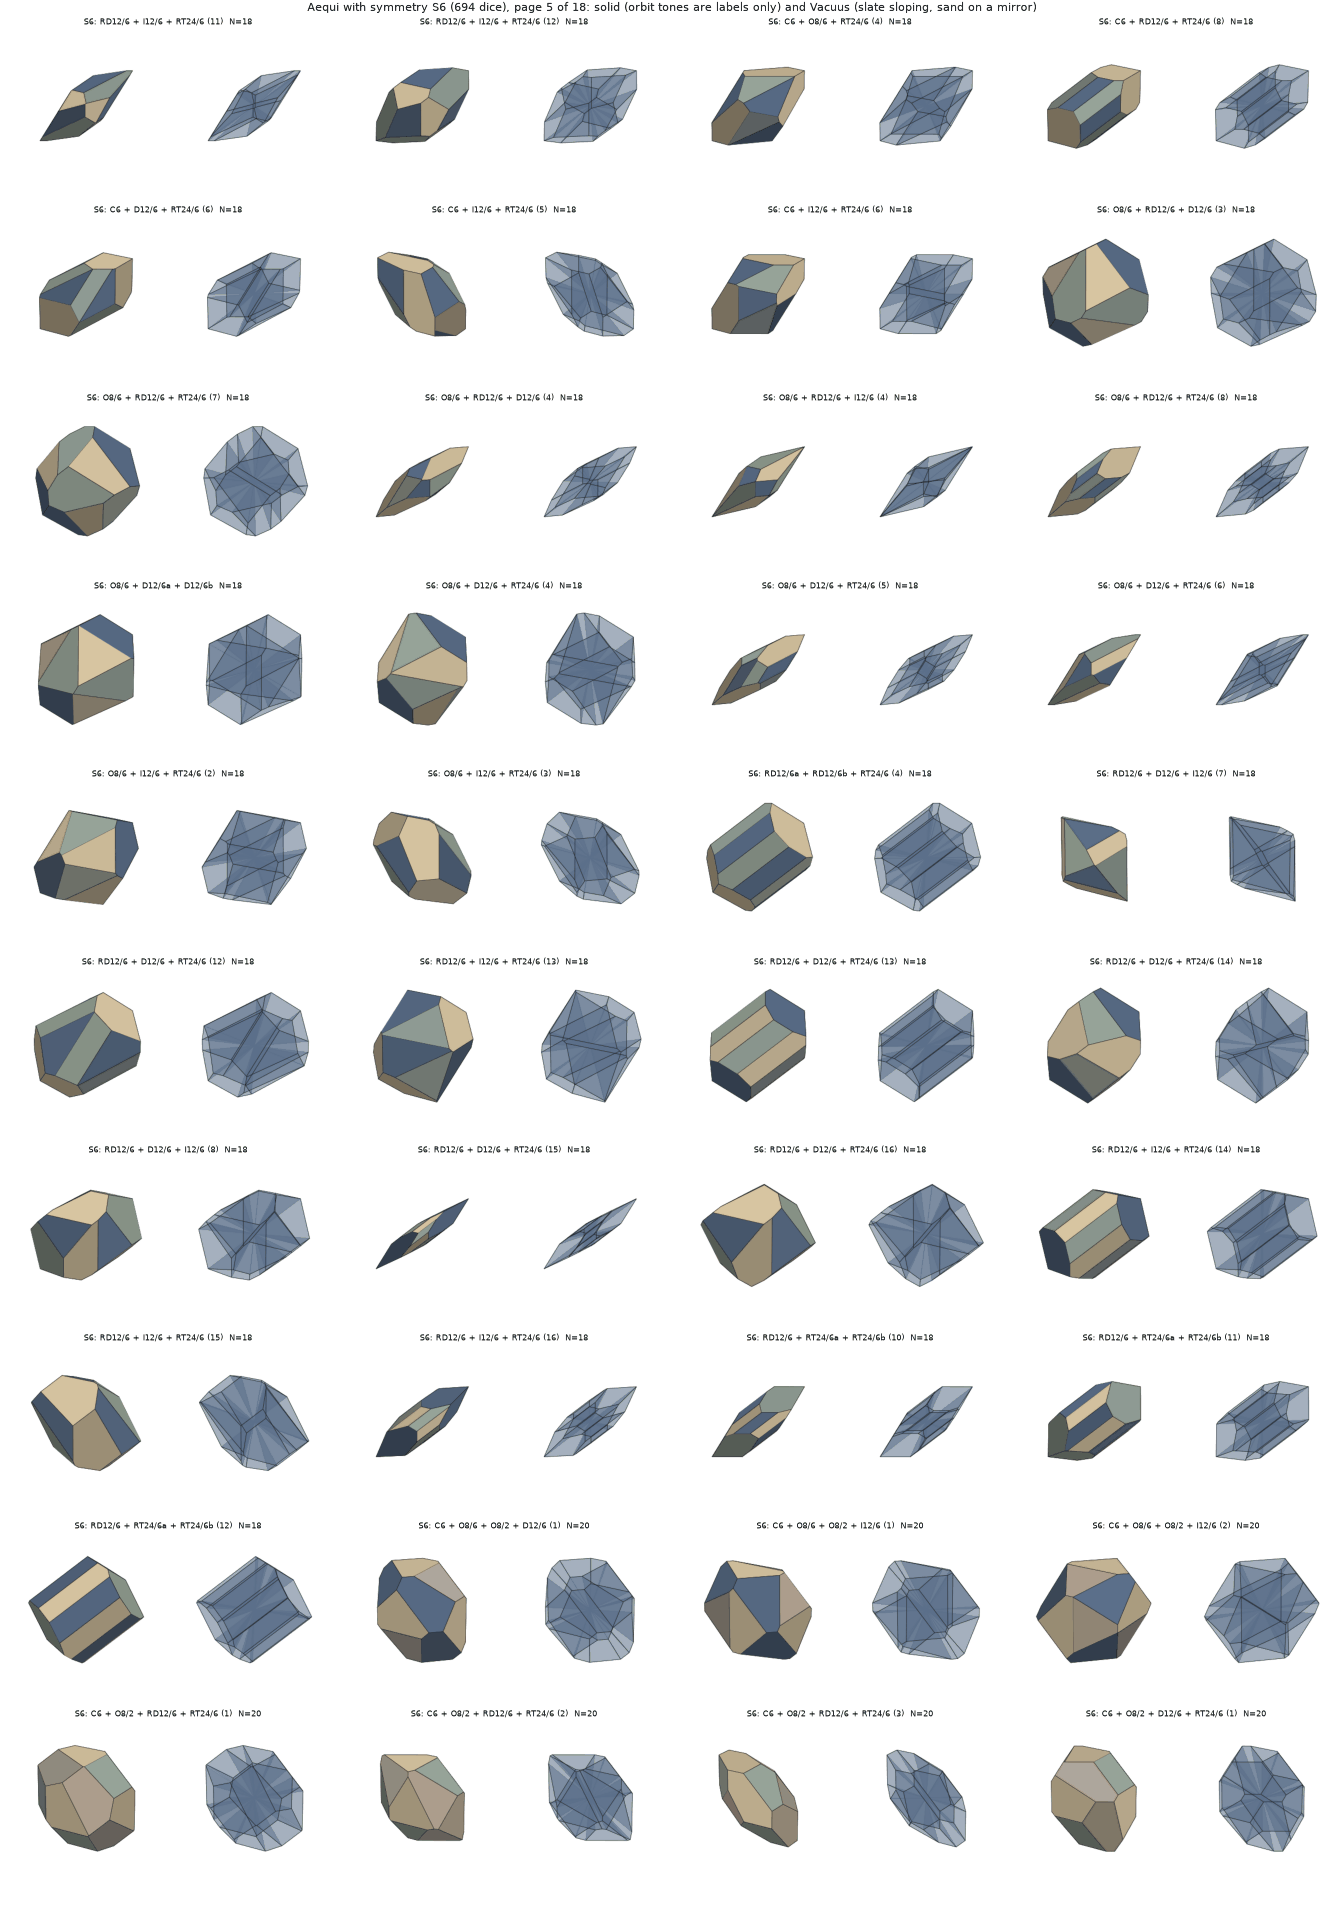 Aequi with symmetry S6 (694 dice), page 5 of 18: solid (orbit tones are labels only) and Vacuus (slate sloping, sand on a mirror)
S6: RD12/6 + I12/6 + RT24/6 (11)  N=18
S6: RD12/6 + I12/6 + RT24/6 (12)  N=18
S6: C6 + O8/6 + RT24/6 (4)  N=18
S6: C6 + RD12/6 + RT24/6 (8)  N=18
S6: C6 + D12/6 + RT24/6 (6)  N=18
S6: C6 + I12/6 + RT24/6 (5)  N=18
S6: C6 + I12/6 + RT24/6 (6)  N=18
S6: O8/6 + RD12/6 + D12/6 (3)  N=18
S6: O8/6 + RD12/6 + RT24/6 (7)  N=18
S6: O8/6 + RD12/6 + D12/6 (4)  N=18
S6: O8/6 + RD12/6 + I12/6 (4)  N=18
S6: O8/6 + RD12/6 + RT24/6 (8)  N=18
S6: O8/6 + D12/6a + D12/6b  N=18
S6: O8/6 + D12/6 + RT24/6 (4)  N=18
S6: O8/6 + D12/6 + RT24/6 (5)  N=18
S6: O8/6 + D12/6 + RT24/6 (6)  N=18
S6: O8/6 + I12/6 + RT24/6 (2)  N=18
S6: O8/6 + I12/6 + RT24/6 (3)  N=18
S6: RD12/6a + RD12/6b + RT24/6 (4)  N=18
S6: RD12/6 + D12/6 + I12/6 (7)  N=18
S6: RD12/6 + D12/6 + RT24/6 (12)  N=18
S6: RD12/6 + I12/6 + RT24/6 (13)  N=18
S6: RD12/6 + D12/6 + RT24/6 (13)  N=18
S6: RD12/6 + D12/6 + RT24/6 (14)  N=18
S6: RD12/6 + D12/6 + I12/6 (8)  N=18
S6: RD12/6 + D12/6 + RT24/6 (15)  N=18
S6: RD12/6 + D12/6 + RT24/6 (16)  N=18
S6: RD12/6 + I12/6 + RT24/6 (14)  N=18
S6: RD12/6 + I12/6 + RT24/6 (15)  N=18
S6: RD12/6 + I12/6 + RT24/6 (16)  N=18
S6: RD12/6 + RT24/6a + RT24/6b (10)  N=18
S6: RD12/6 + RT24/6a + RT24/6b (11)  N=18
S6: RD12/6 + RT24/6a + RT24/6b (12)  N=18
S6: C6 + O8/6 + O8/2 + D12/6 (1)  N=20
S6: C6 + O8/6 + O8/2 + I12/6 (1)  N=20
S6: C6 + O8/6 + O8/2 + I12/6 (2)  N=20
S6: C6 + O8/2 + RD12/6 + RT24/6 (1)  N=20
S6: C6 + O8/2 + RD12/6 + RT24/6 (2)  N=20
S6: C6 + O8/2 + RD12/6 + RT24/6 (3)  N=20
S6: C6 + O8/2 + D12/6 + RT24/6 (1)  N=20